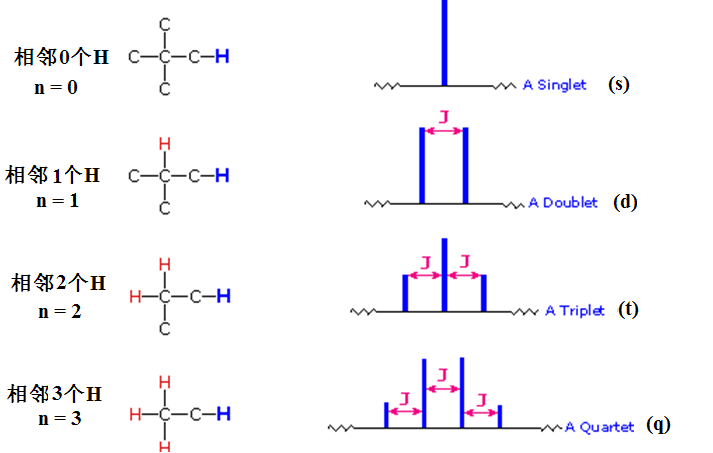 C
相邻0个H
C–C–C–H
n = 0
C
A Singlet (s)
J
H
相邻1个H
C–C–C–H
n = 1
C
A Doublet (d)
H
J J
相邻2个H
H–C–C–H
n = 2
C
A Triplet (t)
H
J J J
相邻3个H
H–C–C–H
n = 3
H
A Quartet (q)